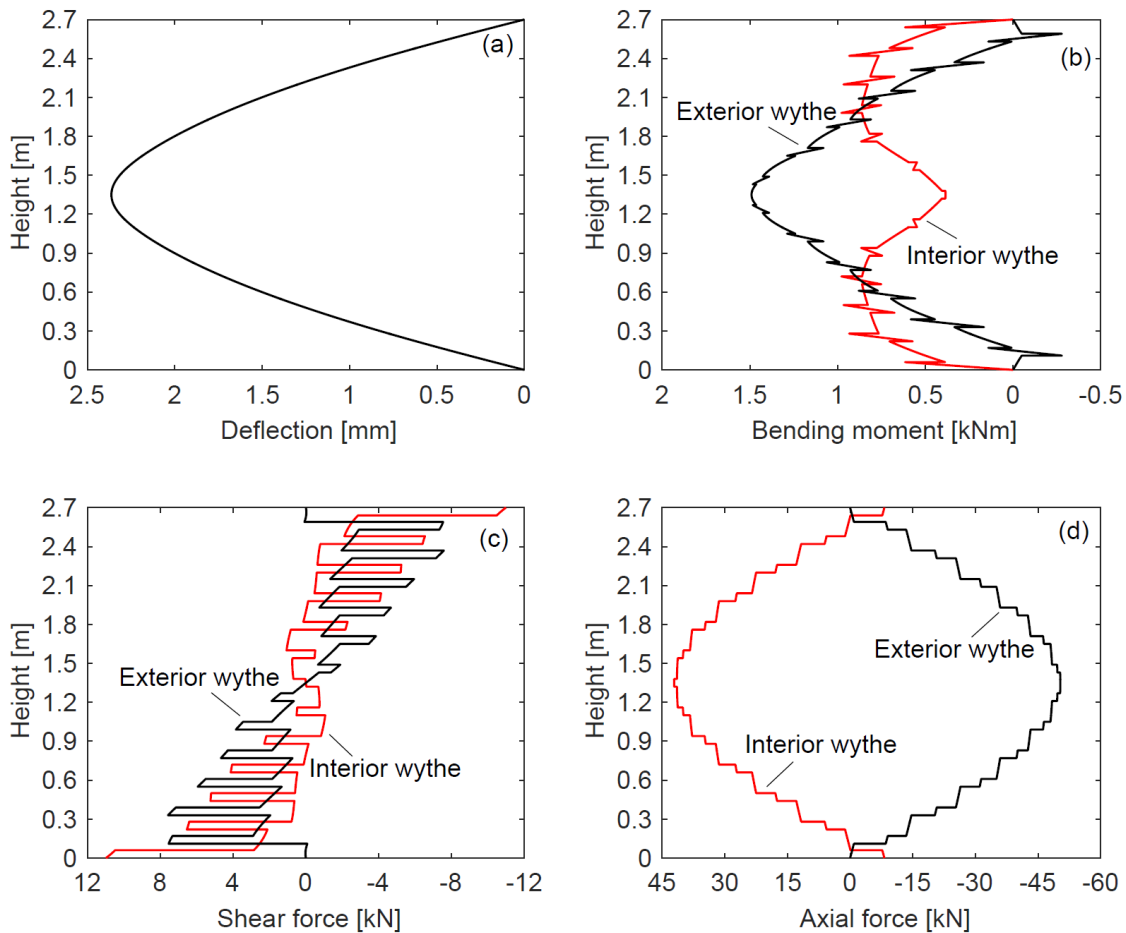 2.7
2.4
2.1
1.8
1.5
1.2
0.9
0.6
0.3
0
Height [m]
(a)
2.5 2 1.5 1 0.5 0
Deflection [mm]
2.7
2.4
2.1
1.8
1.5
1.2
0.9
0.6
0.3
0
Height [m]
(b)
Exterior wythe
Interior wythe
2 1.5 1 0.5 0 -0.5
Bending moment [kNm]
2.7
2.4
2.1
1.8
1.5
1.2
0.9
0.6
0.3
0
Height [m]
(c)
Exterior wythe
Interior wythe
12 8 4 0 -4 -8 -12
Shear force [kN]
2.7
2.4
2.1
1.8
1.5
1.2
0.9
0.6
0.3
0
Height [m]
(d)
Exterior wythe
Interior wythe
45 30 15 0 -15 -30 -45 -60
Axial force [kN]